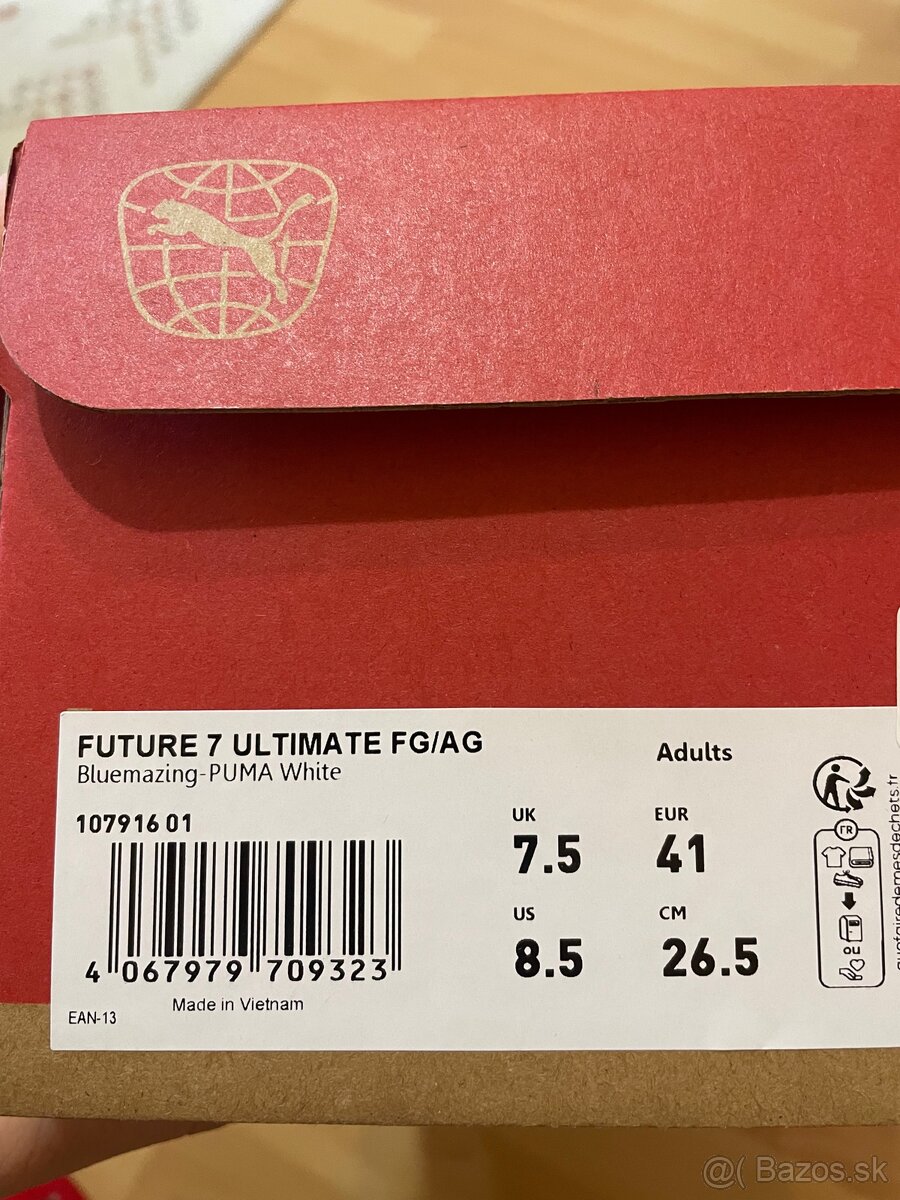 FUTURE 7 ULTIMATE FG/AG
Bluemazing-PUMA White
Adults
107916 01
UK
7.5
EUR
41
US
8.5
CM
26.5
4 067979 709323
Made in Vietnam
EAN-13
FR
OU
quefairedemesdechets.fr
@( Bazos.sk